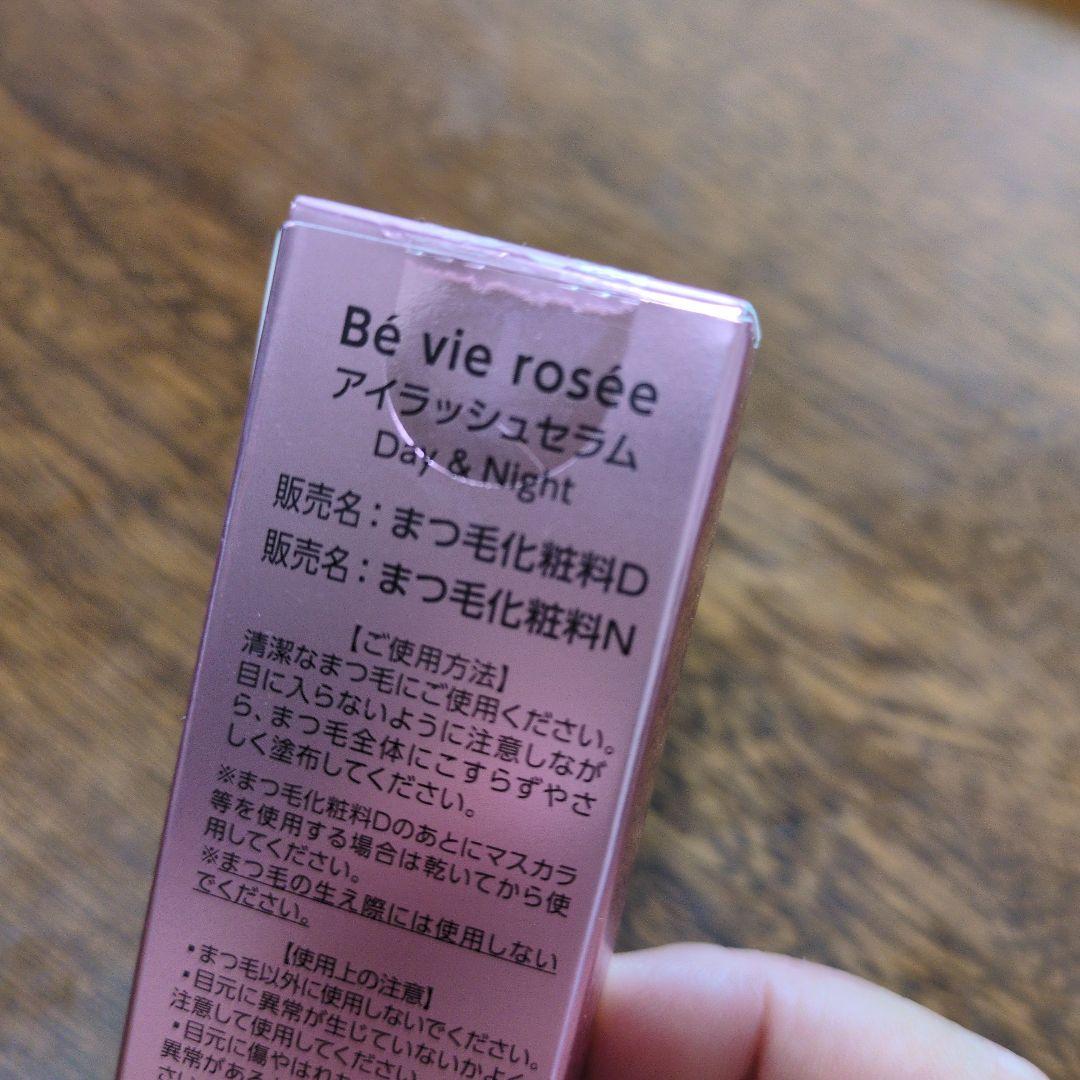 Bé vie rosée
アイラッシュセラム
Day & Night
販売名：まつ毛化粧料D
販売名：まつ毛化粧料N
【ご使用方法】
清潔なまつ毛にご使用ください。
目に入らないように注意しなが
ら、まつ毛全体にこすらずやさ
しく塗布してください。
※まつ毛化粧料Dのあとにマスカラ
等を使用する場合は乾いてから使
用してください。
※まつ毛の生え際には使用しない
でください。
【使用上の注意】
・まつ毛以外に使用しないでください。
・目元に異常が生じていないかよく
注意して使用してください
・目元に傷やはれ
異常がある